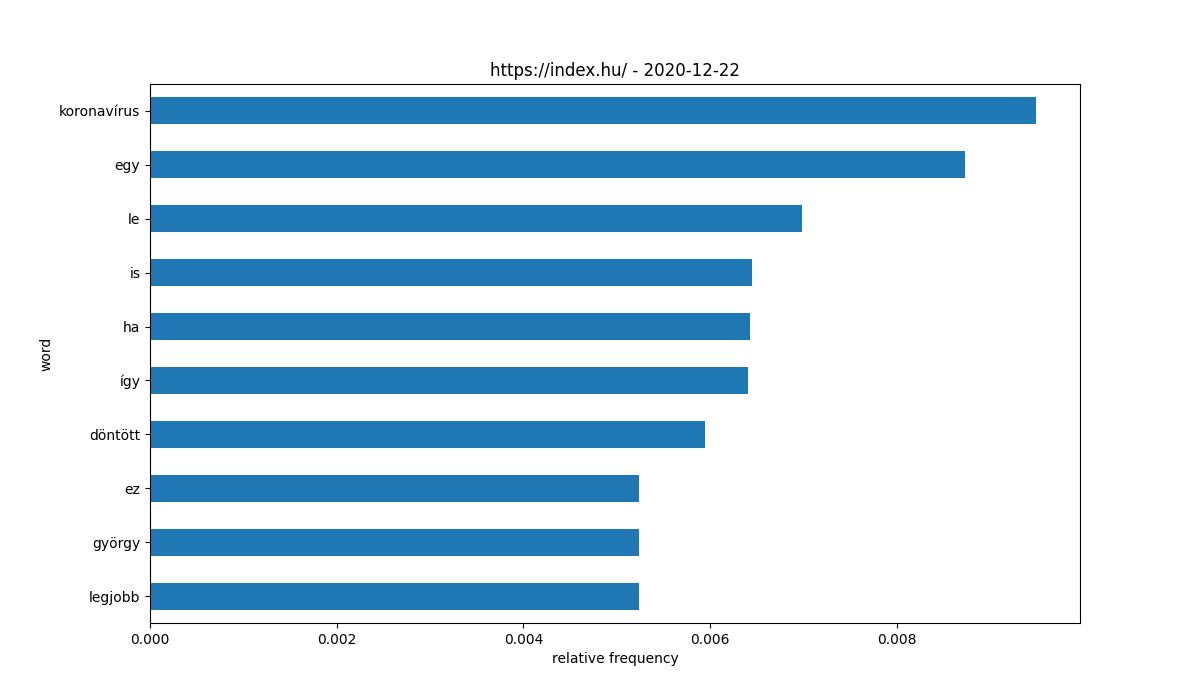 https://index.hu/ - 2020-12-22
koronavírus
egy
le
is
ha
így
döntött
ez
györgy
legjobb
word
0.000 0.002 0.004 0.006 0.008
relative frequency